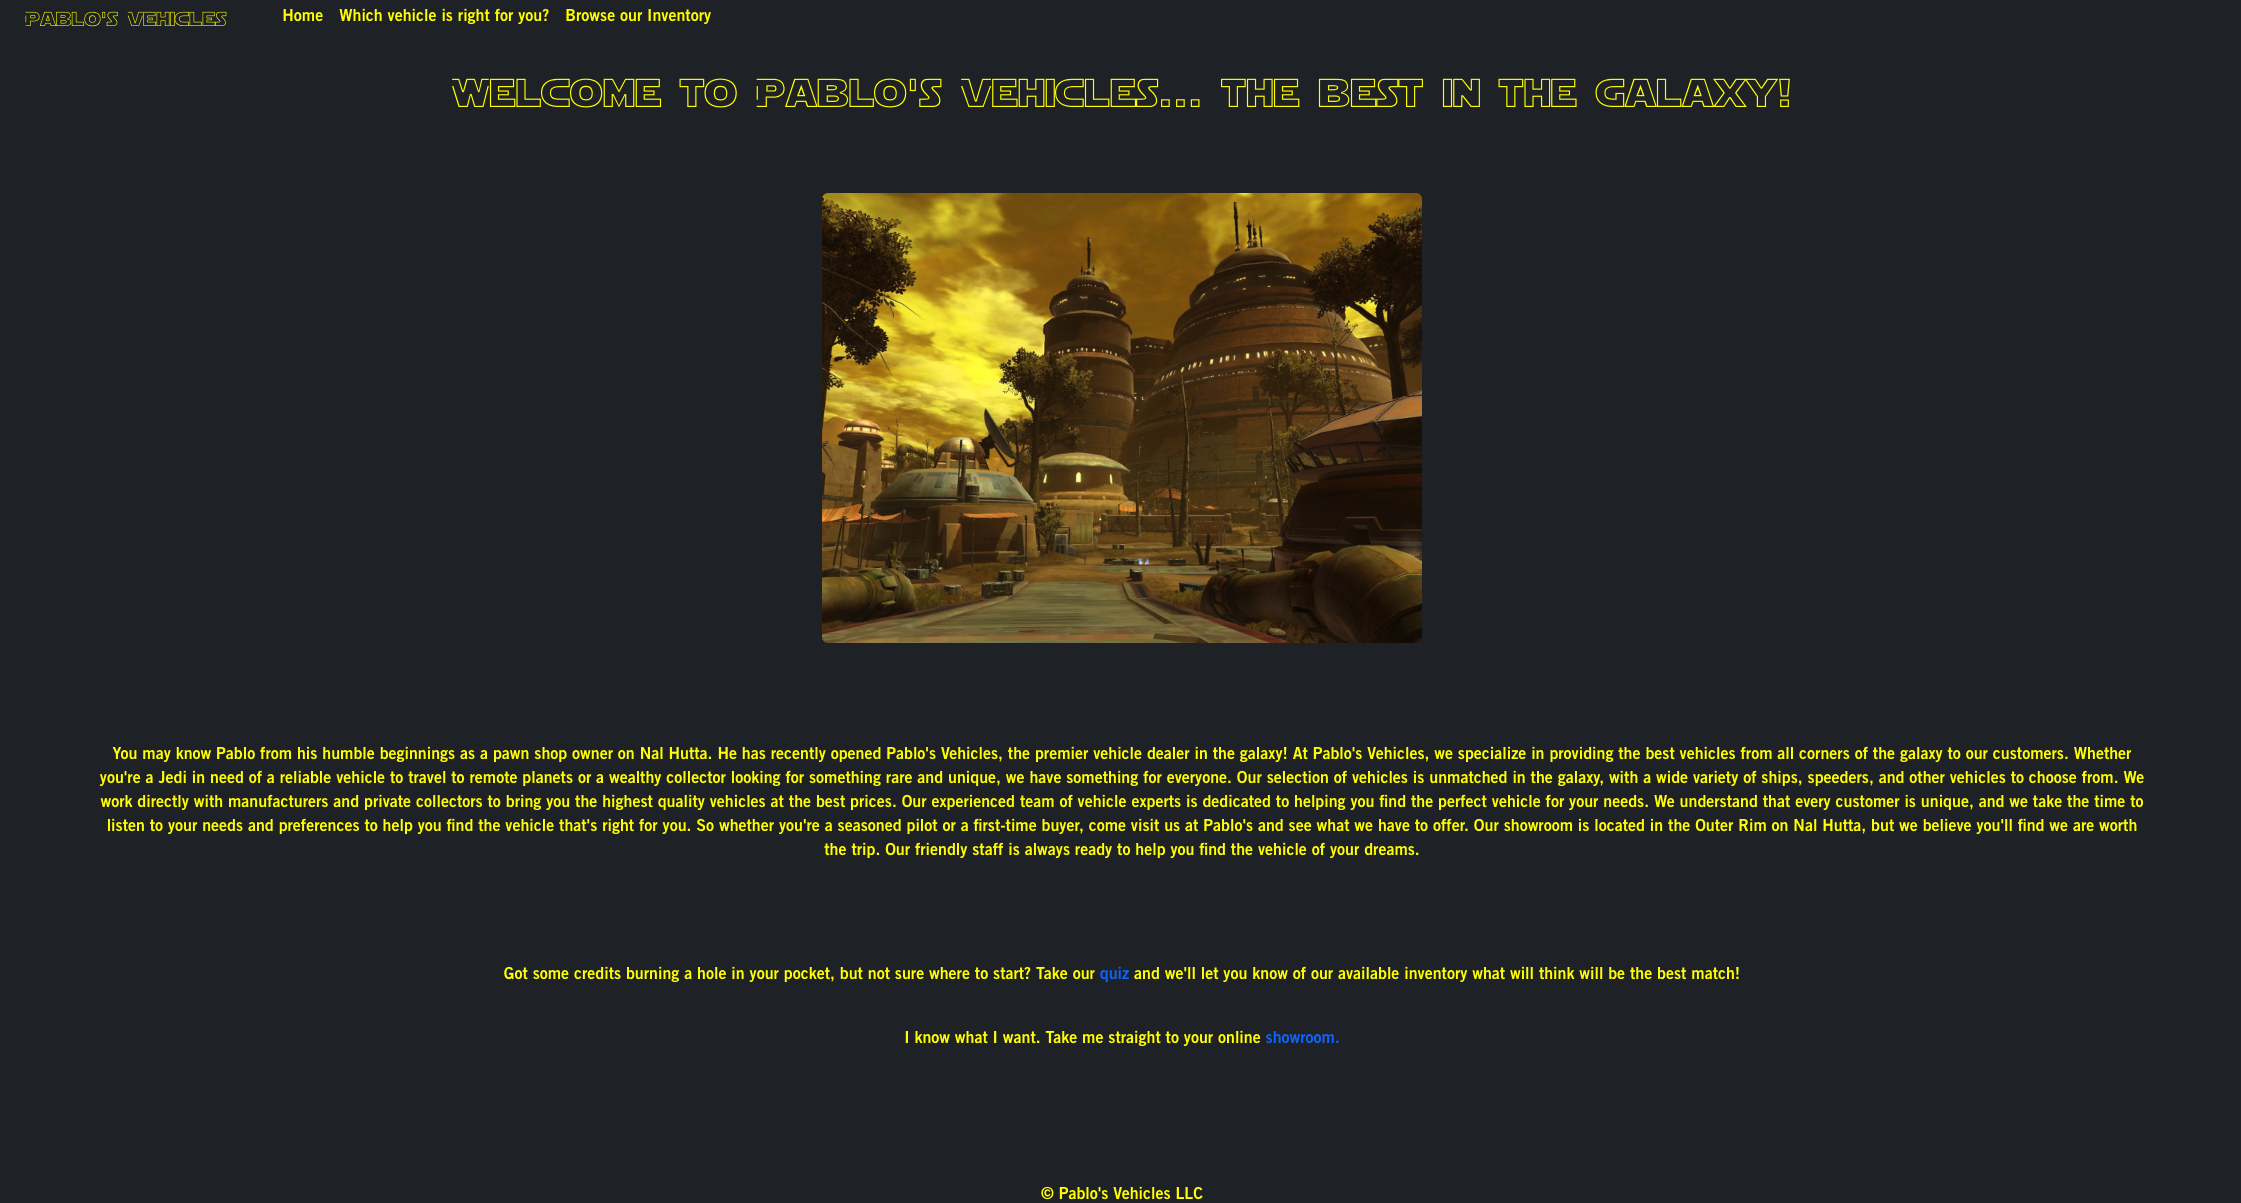 PABLO'S VEHICLES
Home Which vehicle is right for you? Browse our Inventory
WELCOME TO PABLO'S VEHICLES... THE BEST IN THE GALAXY!
You may know Pablo from his humble beginnings as a pawn shop owner on Nal Hutta. He has recently opened Pablo's Vehicles, the premier vehicle dealer in the galaxy! At Pablo's Vehicles, we specialize in providing the best vehicles from all corners of the galaxy to our customers. Whether
you're a Jedi in need of a reliable vehicle to travel to remote planets or a wealthy collector looking for something rare and unique, we have something for everyone. Our selection of vehicles is unmatched in the galaxy, with a wide variety of ships, speeders, and other vehicles to choose from. We
work directly with manufacturers and private collectors to bring you the highest quality vehicles at the best prices. Our experienced team of vehicle experts is dedicated to helping you find the perfect vehicle for your needs. We understand that every customer is unique, and we take the time to
listen to your needs and preferences to help you find the vehicle that's right for you. So whether you're a seasoned pilot or a first-time buyer, come visit us at Pablo's and see what we have to offer. Our showroom is located in the Outer Rim on Nal Hutta, but we believe you'll find we are worth
the trip. Our friendly staff is always ready to help you find the vehicle of your dreams.
Got some credits burning a hole in your pocket, but not sure where to start? Take our quiz and we'll let you know of our available inventory what will think will be the best match!
I know what I want. Take me straight to your online showroom.
© Pablo's Vehicles LLC